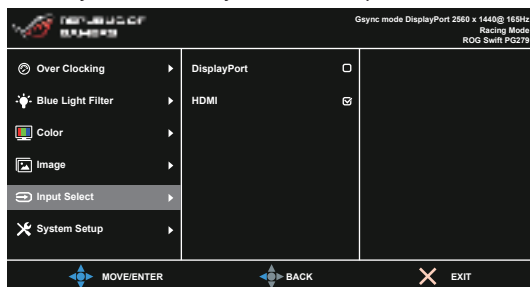 Gsync mode DisplayPort 2560 x 1440@ 165Hz
Racing Mode
ROG Swift PG279
Over Clocking
Blue Light Filter
Color
Image
Input Select
System Setup
DisplayPort
HDMI
MOVE/ENTER
BACK
EXIT